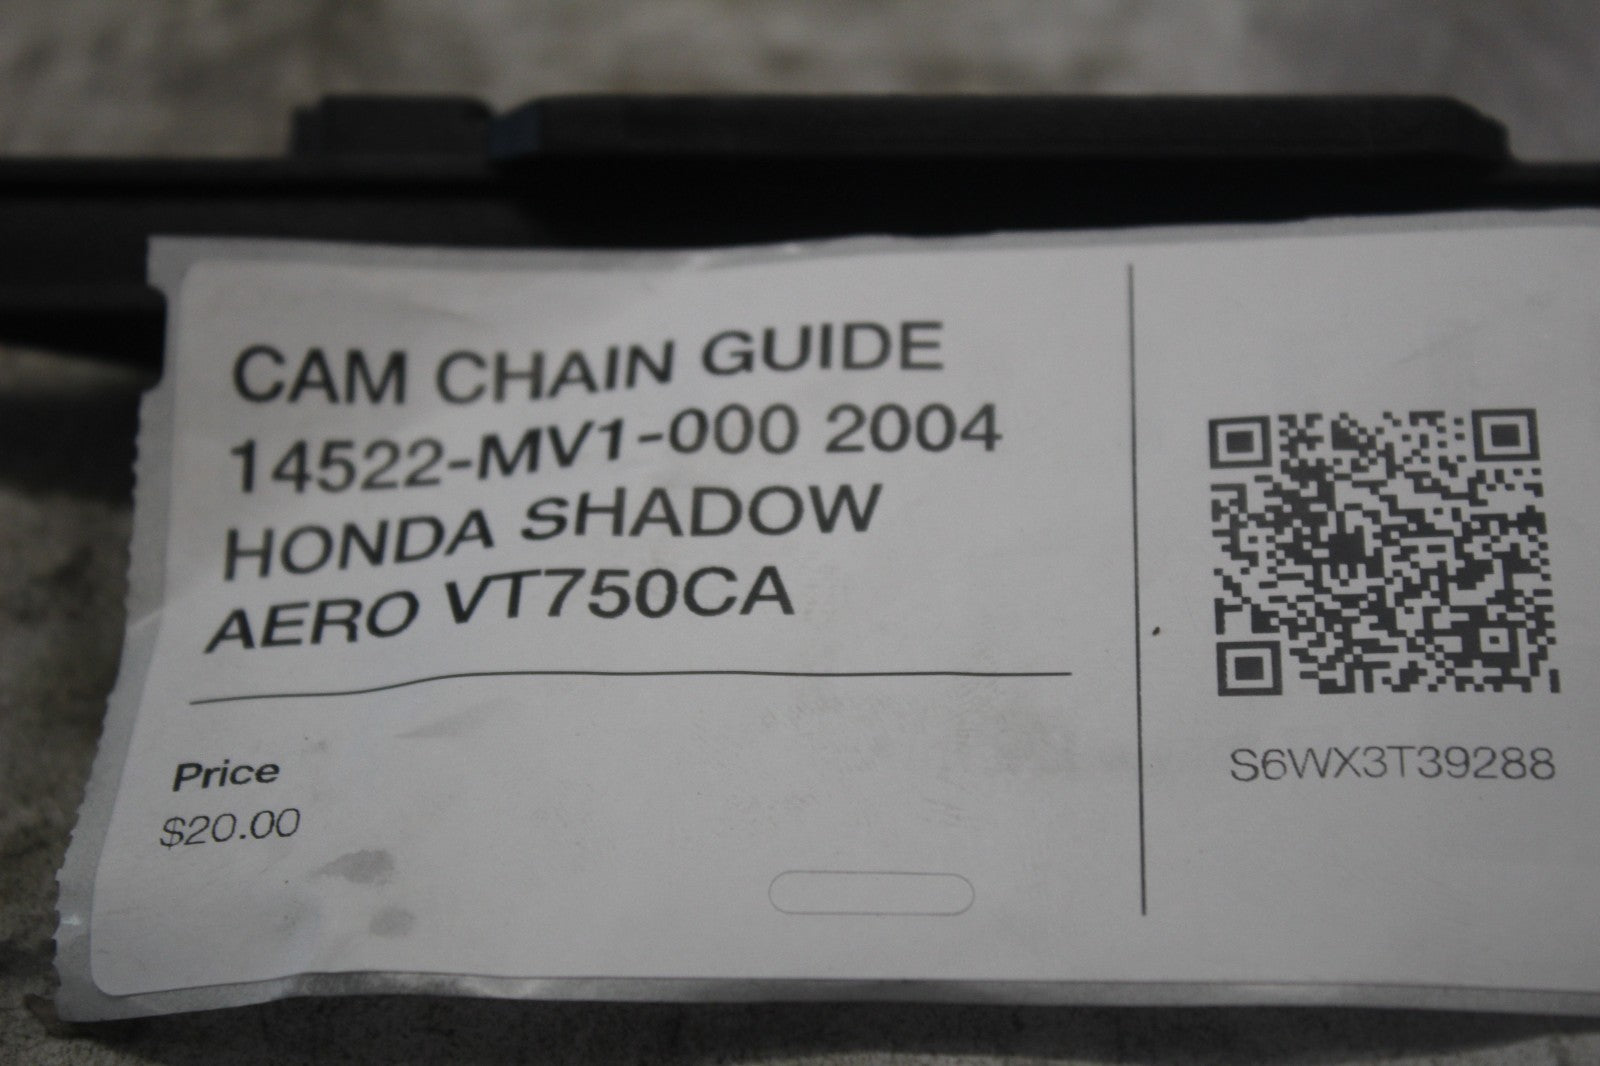 CAM CHAIN GUIDE
14522-MV1-000 2004
HONDA SHADOW
AERO VT750CA
Price
$20.00
S6WX3T39288